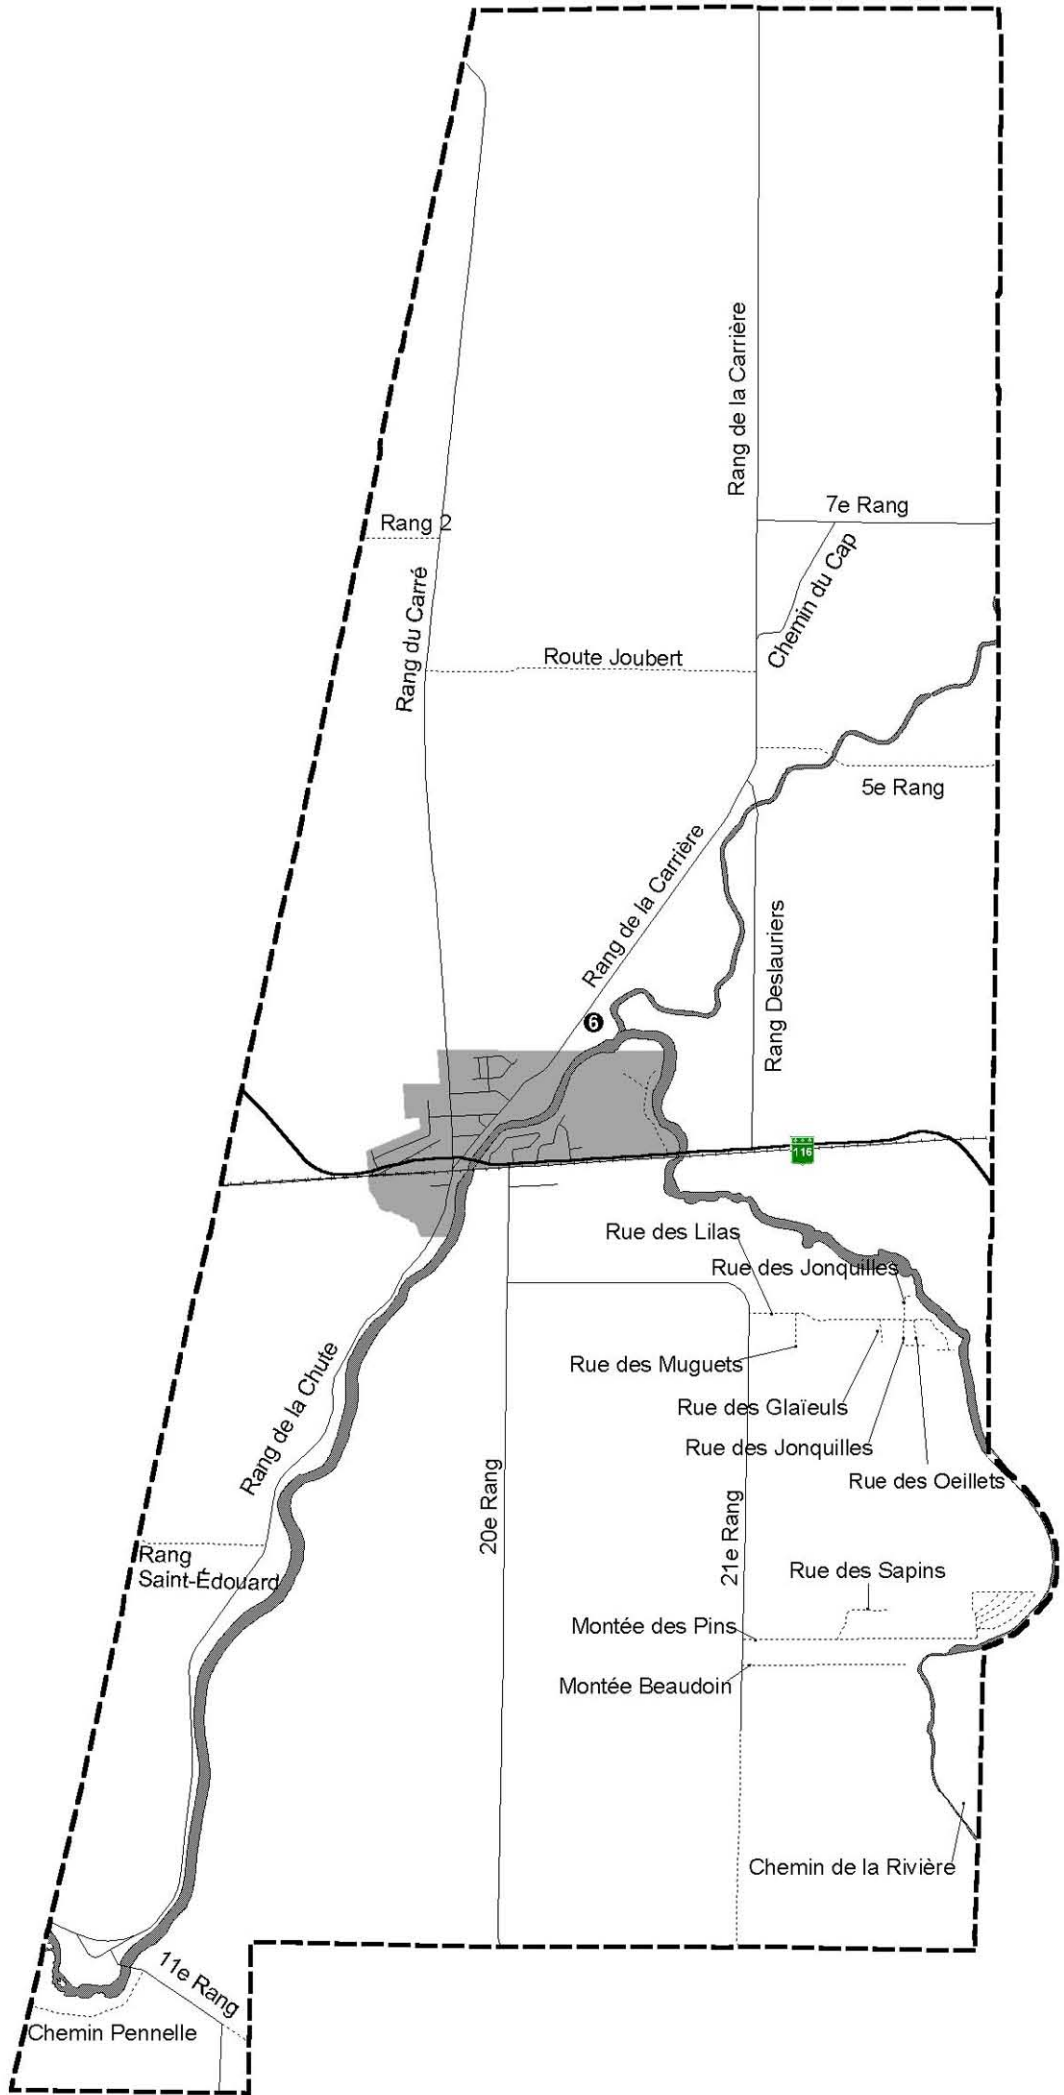 Rang de la Carrière
7e Rang
Rang 2
Chemin du Cap
Rang du Carré
Route Joubert
5e Rang
Rang de la Carrière
Rang Deslauriers
6
116
Rue des Lilas
Rue des Jonquilles
Rang de la Chute
Rue des Muguets
Rue des Glaïeuls
Rue des Jonquilles
Rue des Oeillets
20e Rang
21e Rang
Rang
Saint-Édouard
Rue des Sapins
Montée des Pins
Montée Beaudoin
Chemin de la Rivière
11e Rang
Chemin Pennelle